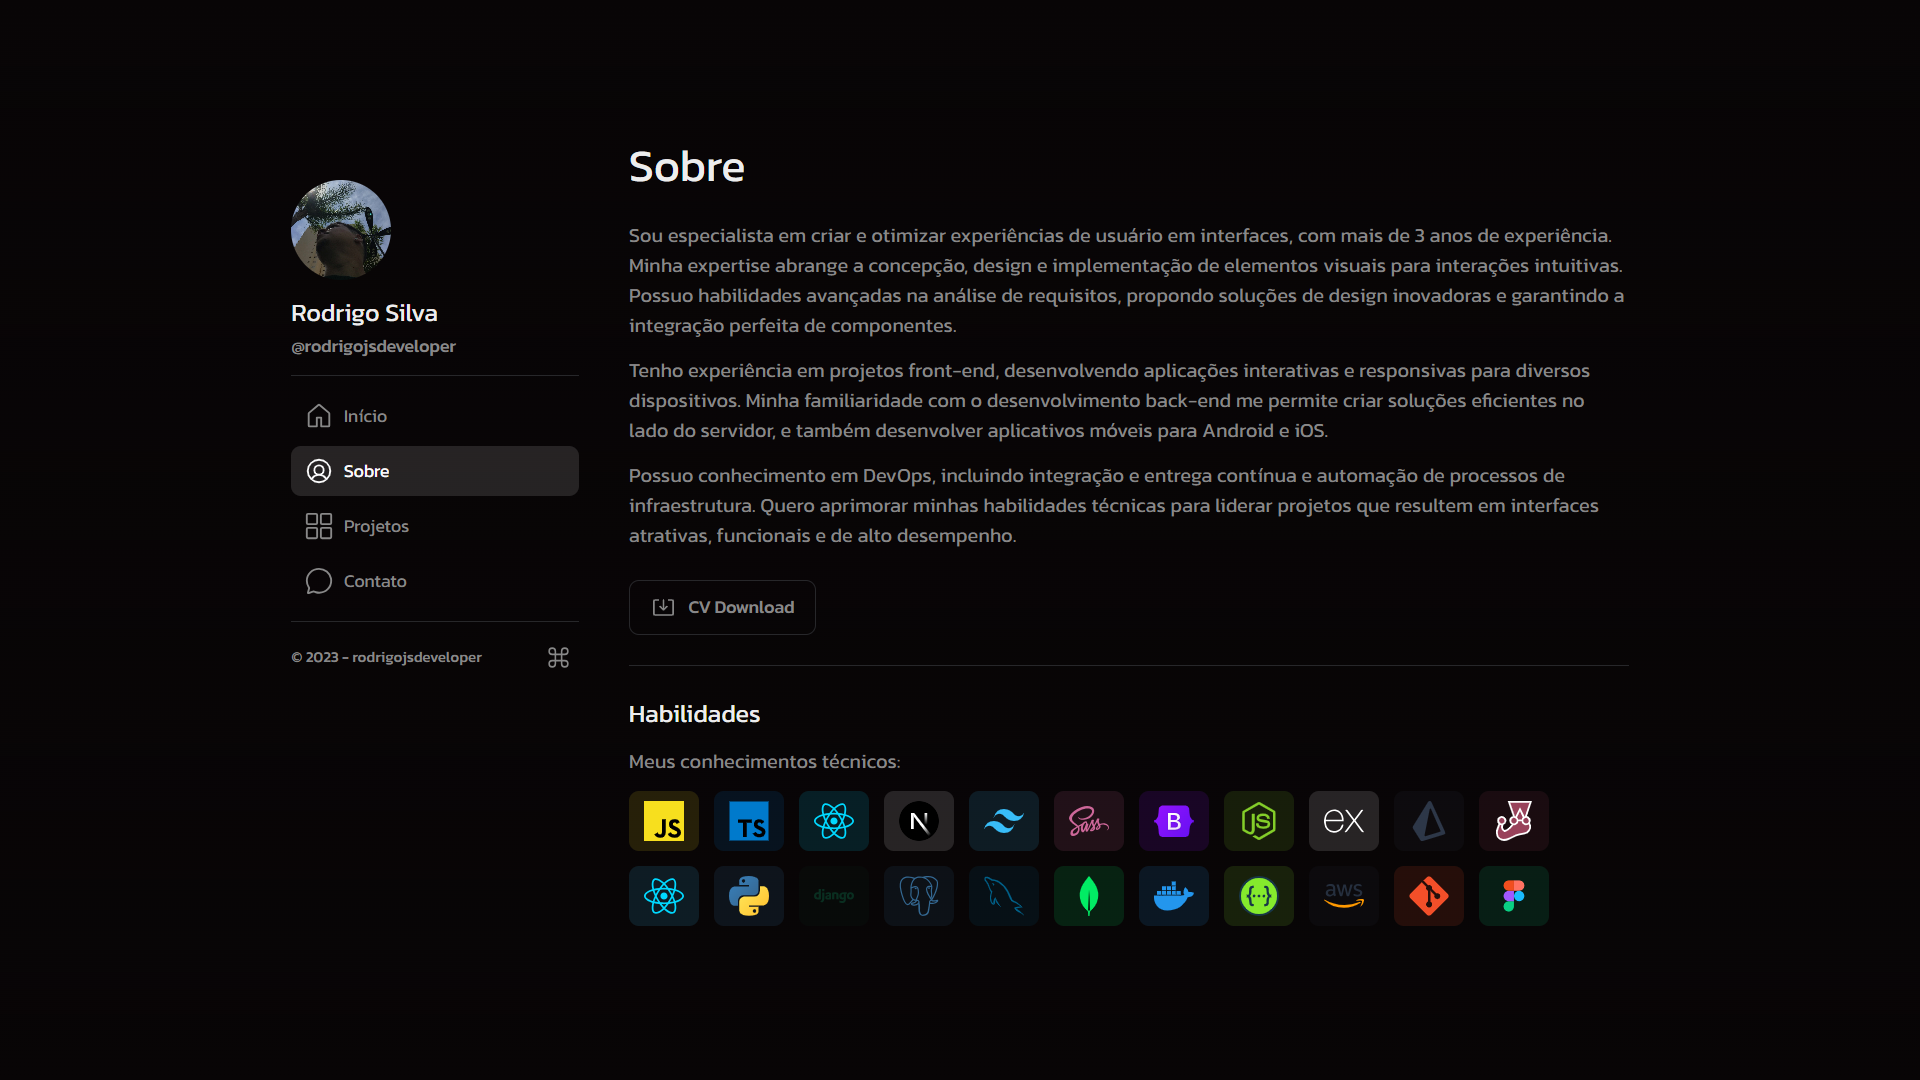 Rodrigo Silva
@rodrigojsdeveloper
Início
Sobre
Projetos
Contato
© 2023 - rodrigojsdeveloper
Sobre
Sou especialista em criar e otimizar experiências de usuário em interfaces, com mais de 3 anos de experiência.
Minha expertise abrange a concepção, design e implementação de elementos visuais para interações intuitivas.
Possuo habilidades avançadas na análise de requisitos, propondo soluções de design inovadoras e garantindo a
integração perfeita de componentes.
Tenho experiência em projetos front-end, desenvolvendo aplicações interativas e responsivas para diversos
dispositivos. Minha familiaridade com o desenvolvimento back-end me permite criar soluções eficientes no
lado do servidor, e também desenvolver aplicativos móveis para Android e iOS.
Possuo conhecimento em DevOps, incluindo integração e entrega contínua e automação de processos de
infraestrutura. Quero aprimorar minhas habilidades técnicas para liderar projetos que resultem em interfaces
atrativas, funcionais e de alto desempenho.
CV Download
Habilidades
Meus conhecimentos técnicos:
JS TS N Sass B JS ex
django {··} aws